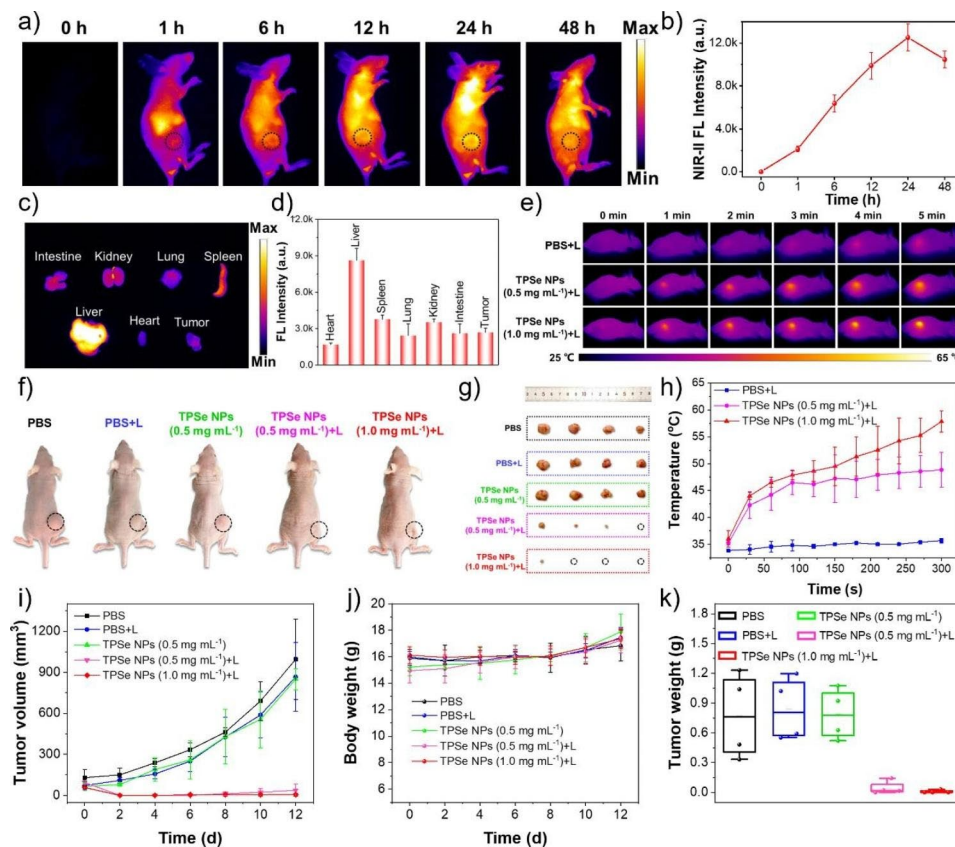 a)
0 h
1 h
6 h
12 h
24 h
48 h
Max
Min
b)
NIR-II FL Intensity (a.u.)
12.0k
9.0k
6.0k
3.0k
0.0
0 1 6 12 24 48
Time (h)
c)
Intestine
Kidney
Lung
Spleen
Liver
Heart
Tumor
Max
Min
d)
FL Intensity (a.u.)
12.0k
9.0k
6.0k
3.0k
0.0
Heart
Liver
Spleen
Lung
Kidney
Intestine
Tumor
e)
0 min 1 min 2 min 3 min 4 min 5 min
PBS+L
TPSe NPs
(0.5 mg mL⁻¹)+L
TPSe NPs
(1.0 mg mL⁻¹)+L
25 ℃
65 ℃
f)
PBS
PBS+L
TPSe NPs
(0.5 mg mL⁻¹)
TPSe NPs
(0.5 mg mL⁻¹)+L
TPSe NPs
(1.0 mg mL⁻¹)+L
g)
PBS
PBS+L
TPSe NPs
(0.5 mg mL⁻¹)
TPSe NPs
(0.5 mg mL⁻¹)+L
TPSe NPs
(1.0 mg mL⁻¹)+L
h)
PBS+L
TPSe NPs (0.5 mg mL⁻¹)+L
TPSe NPs (1.0 mg mL⁻¹)+L
Temperature (°C)
65
60
55
50
45
40
35
0 60 120 180 240 300
Time (s)
i)
PBS
PBS+L
TPSe NPs (0.5 mg mL⁻¹)
TPSe NPs (0.5 mg mL⁻¹)+L
TPSe NPs (1.0 mg mL⁻¹)+L
Tumor volume (mm³)
1200
900
600
300
0
0 2 4 6 8 10 12
Time (d)
j)
Body weight (g)
20
18
16
14
12
10
8
6
4
PBS
PBS+L
TPSe NPs (0.5 mg mL⁻¹)
TPSe NPs (0.5 mg mL⁻¹)+L
TPSe NPs (1.0 mg mL⁻¹)+L
0 2 4 6 8 10 12
Time (d)
k)
PBS
PBS+L
TPSe NPs (0.5 mg mL⁻¹)
TPSe NPs (0.5 mg mL⁻¹)+L
TPSe NPs (1.0 mg mL⁻¹)+L
Tumor weight (g)
1.8
1.5
1.2
0.9
0.6
0.3
0.0